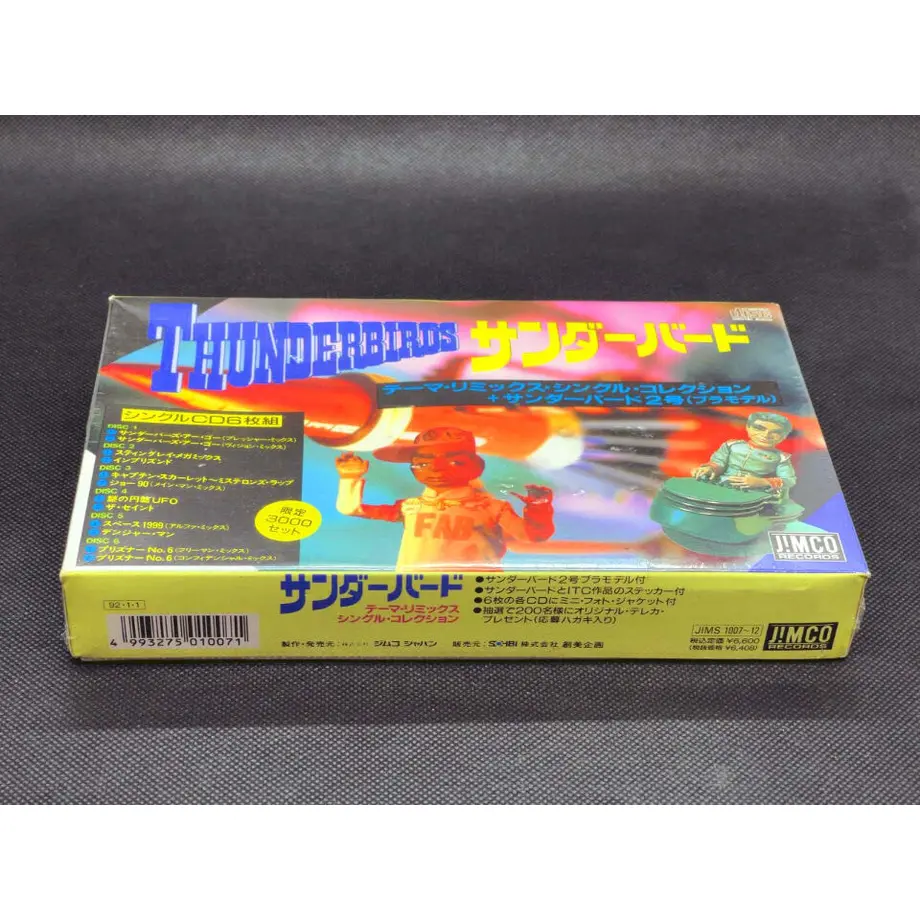 THUNDERBIRDS サンダーバード
テーマ・リミックス・シングル・コレクション
+サンダーバード2号(プラモデル)
シングルCD6枚組
DISC 1
サンダーバーズ・アー・ゴー(プレッシャー・ミックス)
サンダーバーズ・アー・ゴー(ヴィジョン・ミックス)
DISC 2
スティングレイ・メガミックス
インプリズンド
DISC 3
キャプテン・スカーレット〜ミステロンズ・ラップ
ジョー90(メイン・マン・ミックス)
DISC 4
謎の円盤UFO
ザ・セイント
DISC 5
スペース1999(アルファ・ミックス)
デンジャー・マン
DISC 6
プリズナーNo.6(フリーマン・ミックス)
プリズナーNo.6(コンフィデンシャル・ミックス)
限定
3000
セット
FAB
J!MCO
RECORDS
92・1・1
4 993275 010071
サンダーバード
テーマ・リミックス
シングル・コレクション
●サンダーバード2号プラモデル付
●サンダーバードとITC作品のステッカー付
●6枚の各CDにミニ・フォト・ジャケット付
●抽選で200名様にオリジナル・テレカ・
プレゼント(応募ハガキ入り)
製作・発売元:株式会社 ジムコ ジャパン 販売元:SOHBI株式会社 創美企画
JIMS 1007~12
税込定価 ¥6,600
(税抜価格 ¥6,408)
J!MCO
RECORDS